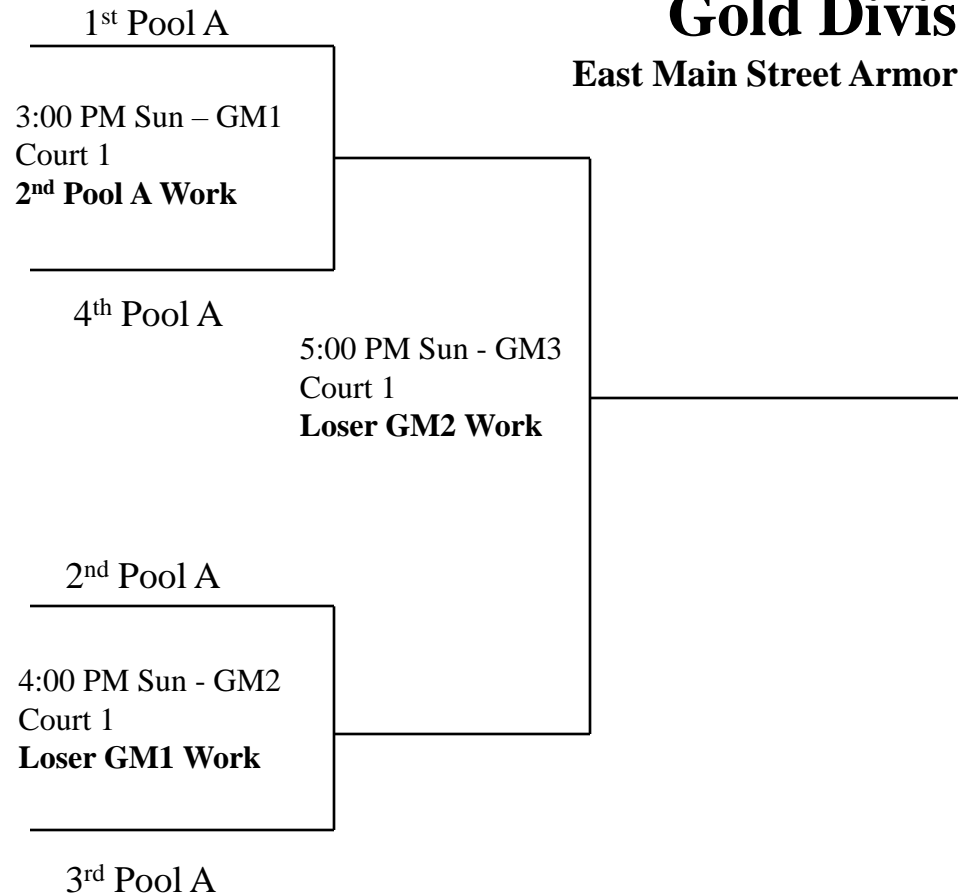 1st Pool A
Gold Divis
East Main Street Armor
3:00 PM Sun – GM1
Court 1
2nd Pool A Work
4th Pool A
5:00 PM Sun - GM3
Court 1
Loser GM2 Work
2nd Pool A
4:00 PM Sun - GM2
Court 1
Loser GM1 Work
3rd Pool A